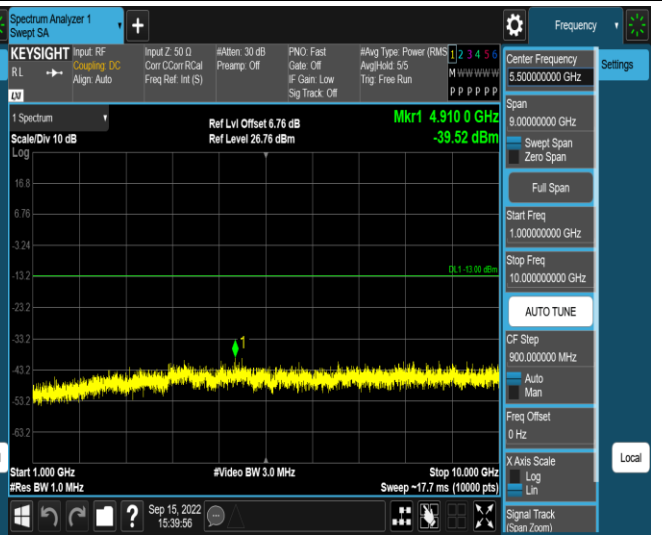 Spectrum Analyzer 1
Swept SA
Frequency
KEYSIGHT
RL
LXI
Input: RF
Coupling: DC
Align: Auto
Input Z: 50 Ω
Corr CCorr RCal
Freq Ref: Int (S)
#Atten: 30 dB
Preamp: Off
PNO: Fast
Gate: Off
IF Gain: Low
Sig Track: Off
#Avg Type: Power (RMS
Avg|Hold: 5/5
Trig: Free Run
1 2 3 4 5 6
M W W W W W
P P P P P P
Settings
1 Spectrum
Scale/Div 10 dB
Log
Ref Lvl Offset 6.76 dB
Ref Level 26.76 dBm
Mkr1 4.910 0 GHz
-39.52 dBm
16.8
6.76
-3.24
-13.2
-23.2
-33.2
-43.2
-53.2
-63.2
DL1 -13.00 dBm
1
Start 1.000 GHz
#Res BW 1.0 MHz
#Video BW 3.0 MHz
Stop 10.000 GHz
Sweep ~17.7 ms (10000 pts)
Center Frequency
5.500000000 GHz
Span
9.00000000 GHz
Swept Span
Zero Span
Full Span
Start Freq
1.000000000 GHz
Stop Freq
10.000000000 GHz
AUTO TUNE
CF Step
900.000000 MHz
Auto
Man
Freq Offset
0 Hz
X Axis Scale
Log
Lin
Signal Track
(Span Zoom)
Local
?
Sep 15, 2022
15:39:56